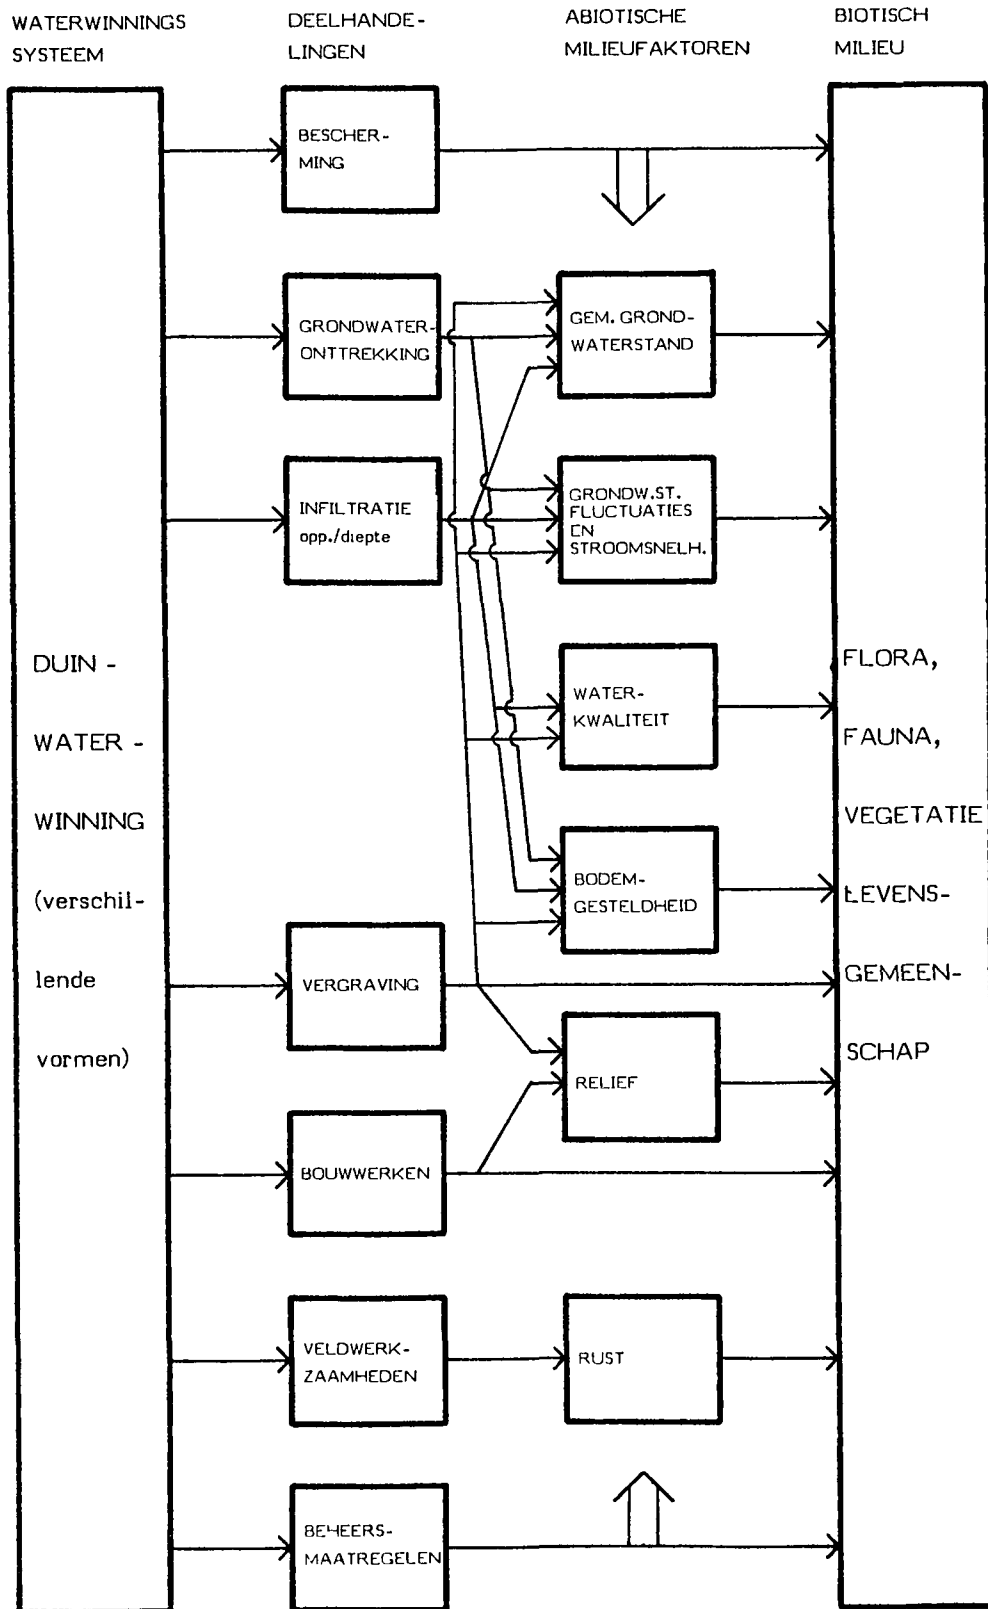 WATERWINNINGS
SYSTEEM
DEELHANDE-
LINGEN
ABIOTISCHE
MILIEUFAKTOREN
BIOTISCH
MILIEU
DUIN -
WATER -
WINNING
(verschil-
lende
vormen)
BESCHER-
MING
GRONDWATER-
ONTTREKKING
INFILTRATIE
opp./diepte
VERGRAVING
BOUWWERKEN
VELDWERK-
ZAAMHEDEN
BEHEERS-
MAATREGELEN
GEM. GROND-
WATERSTAND
GRONDW.ST.
FLUCTUATIES
EN
STROOMSNELH.
WATER-
KWALITEIT
BODEM-
GESTELDHEID
RELIEF
RUST
FLORA,
FAUNA,
VEGETATIE
LEVENS-
GEMEEN-
SCHAP